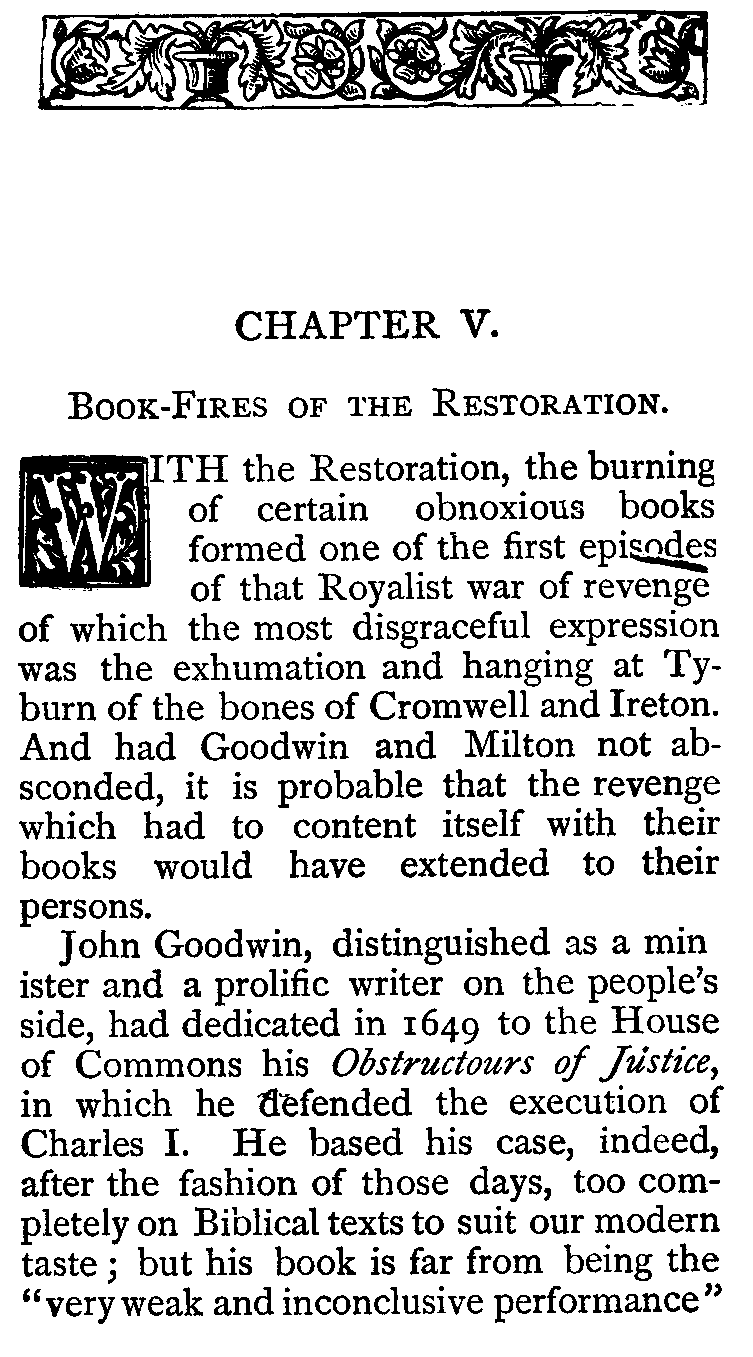 CHAPTER V.
BOOK-FIRES OF THE RESTORATION.
WITH the Restoration, the burning
of certain obnoxious books
formed one of the first episodes
of that Royalist war of revenge
of which the most disgraceful expression
was the exhumation and hanging at Ty-
burn of the bones of Cromwell and Ireton.
And had Goodwin and Milton not ab-
sconded, it is probable that the revenge
which had to content itself with their
books would have extended to their
persons.
John Goodwin, distinguished as a min
ister and a prolific writer on the people's
side, had dedicated in 1649 to the House
of Commons his Obstructours of Justice,
in which he defended the execution of
Charles I. He based his case, indeed,
after the fashion of those days, too com-
pletely on Biblical texts to suit our modern
taste; but his book is far from being the
"very weak and inconclusive performance"